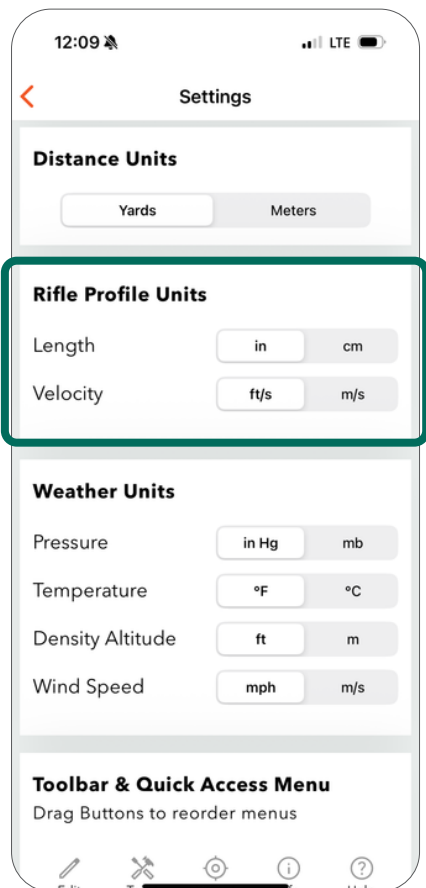 12:09 LTE
Settings
Distance Units
Yards Meters
Rifle Profile Units
Length in cm
Velocity ft/s m/s
Weather Units
Pressure in Hg mb
Temperature °F °C
Density Altitude ft m
Wind Speed mph m/s
Toolbar & Quick Access Menu
Drag Buttons to reorder menus